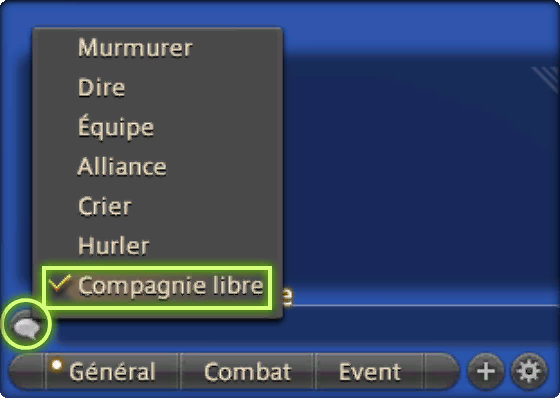 Murmurer
Dire
Équipe
Alliance
Crier
Hurler
Compagnie libre
e
Général Combat Event